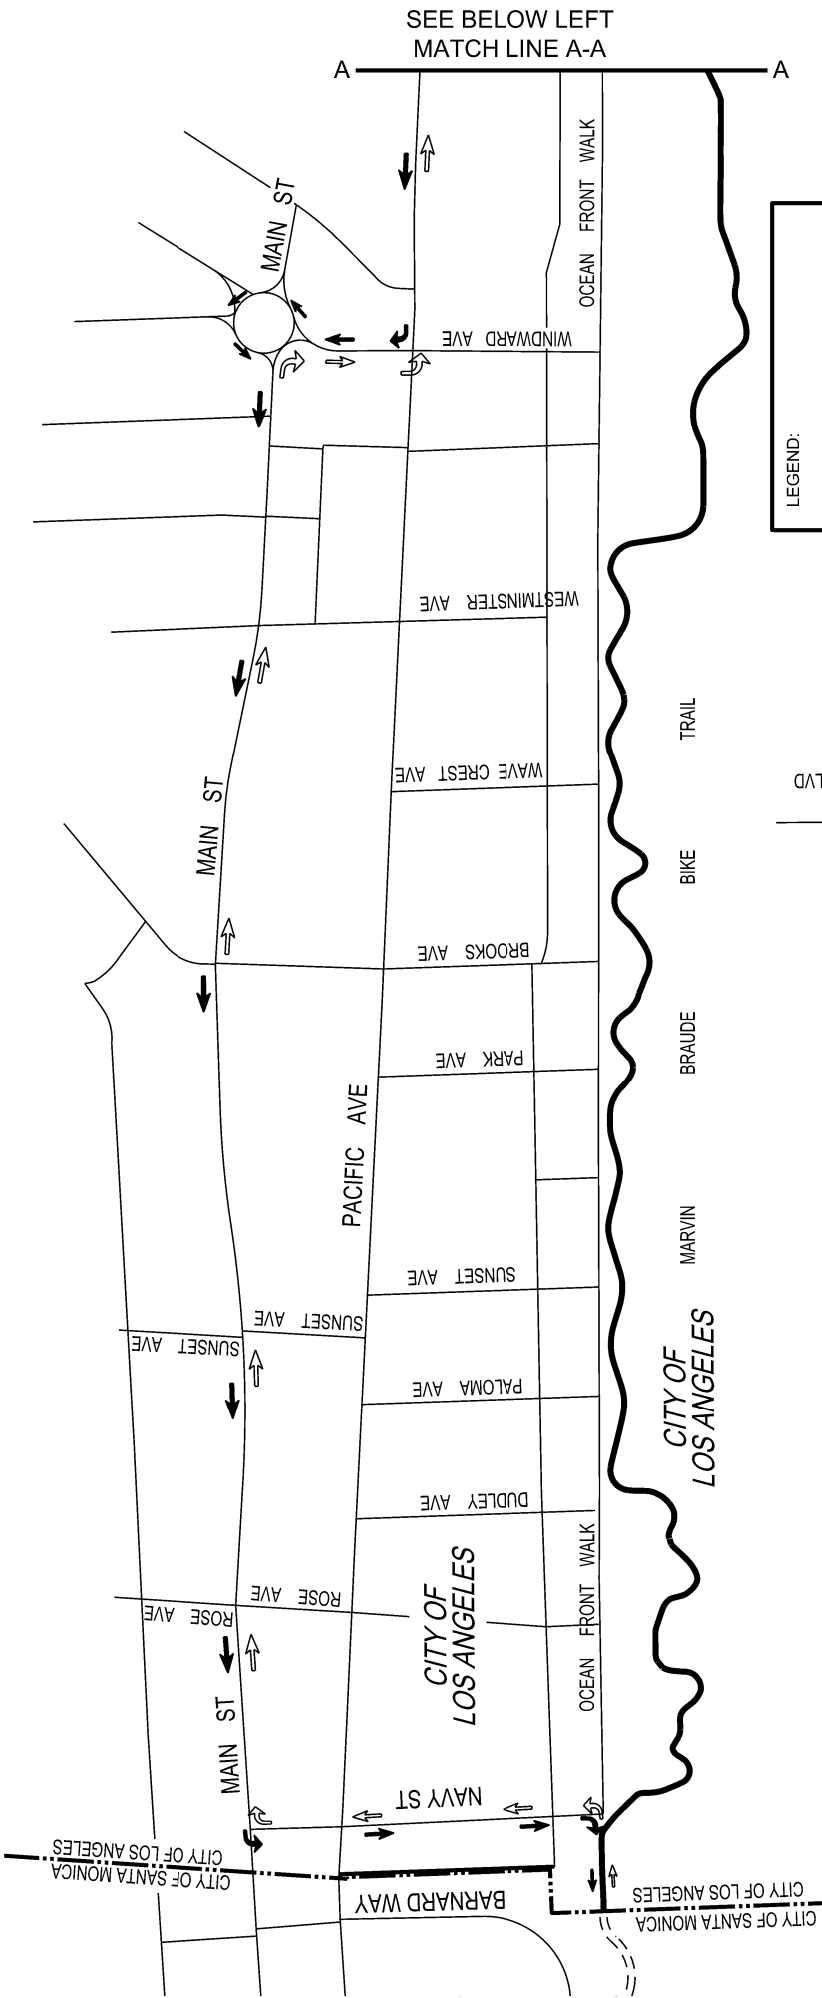 SEE BELOW LEFT
MATCH LINE A-A
A A
MAIN ST
OCEAN FRONT WALK
WINDWARD AVE
LEGEND:
WESTMINSTER AVE
WAVE CREST AVE
MAIN ST
BROOKS AVE
PARK AVE
PACIFIC AVE
MARVIN BRAUDE BIKE TRAIL
SUNSET AVE
SUNSET AVE
SUNSET AVE
PALOMA AVE
CITY OF
LOS ANGELES
DUDLEY AVE
ROSE AVE
ROSE AVE
CITY OF
LOS ANGELES
OCEAN FRONT WALK
MAIN ST
NAVY ST
CITY OF LOS ANGELES
CITY OF SANTA MONICA
BARNARD WAY
CITY OF LOS ANGELES
CITY OF SANTA MONICA